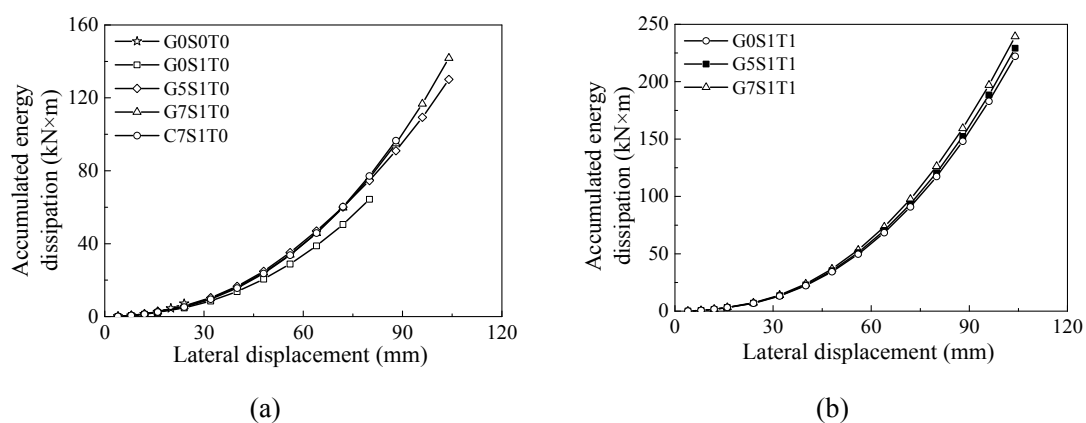 160
120
80
40
0
Accumulated energy
dissipation (kN×m)
G0S0T0
G0S1T0
G5S1T0
G7S1T0
C7S1T0
0 30 60 90 120
Lateral displacement (mm)
(a)
250
200
150
100
50
0
Accumulated energy
dissipation (kN×m)
G0S1T1
G5S1T1
G7S1T1
0 30 60 90 120
Lateral displacement (mm)
(b)